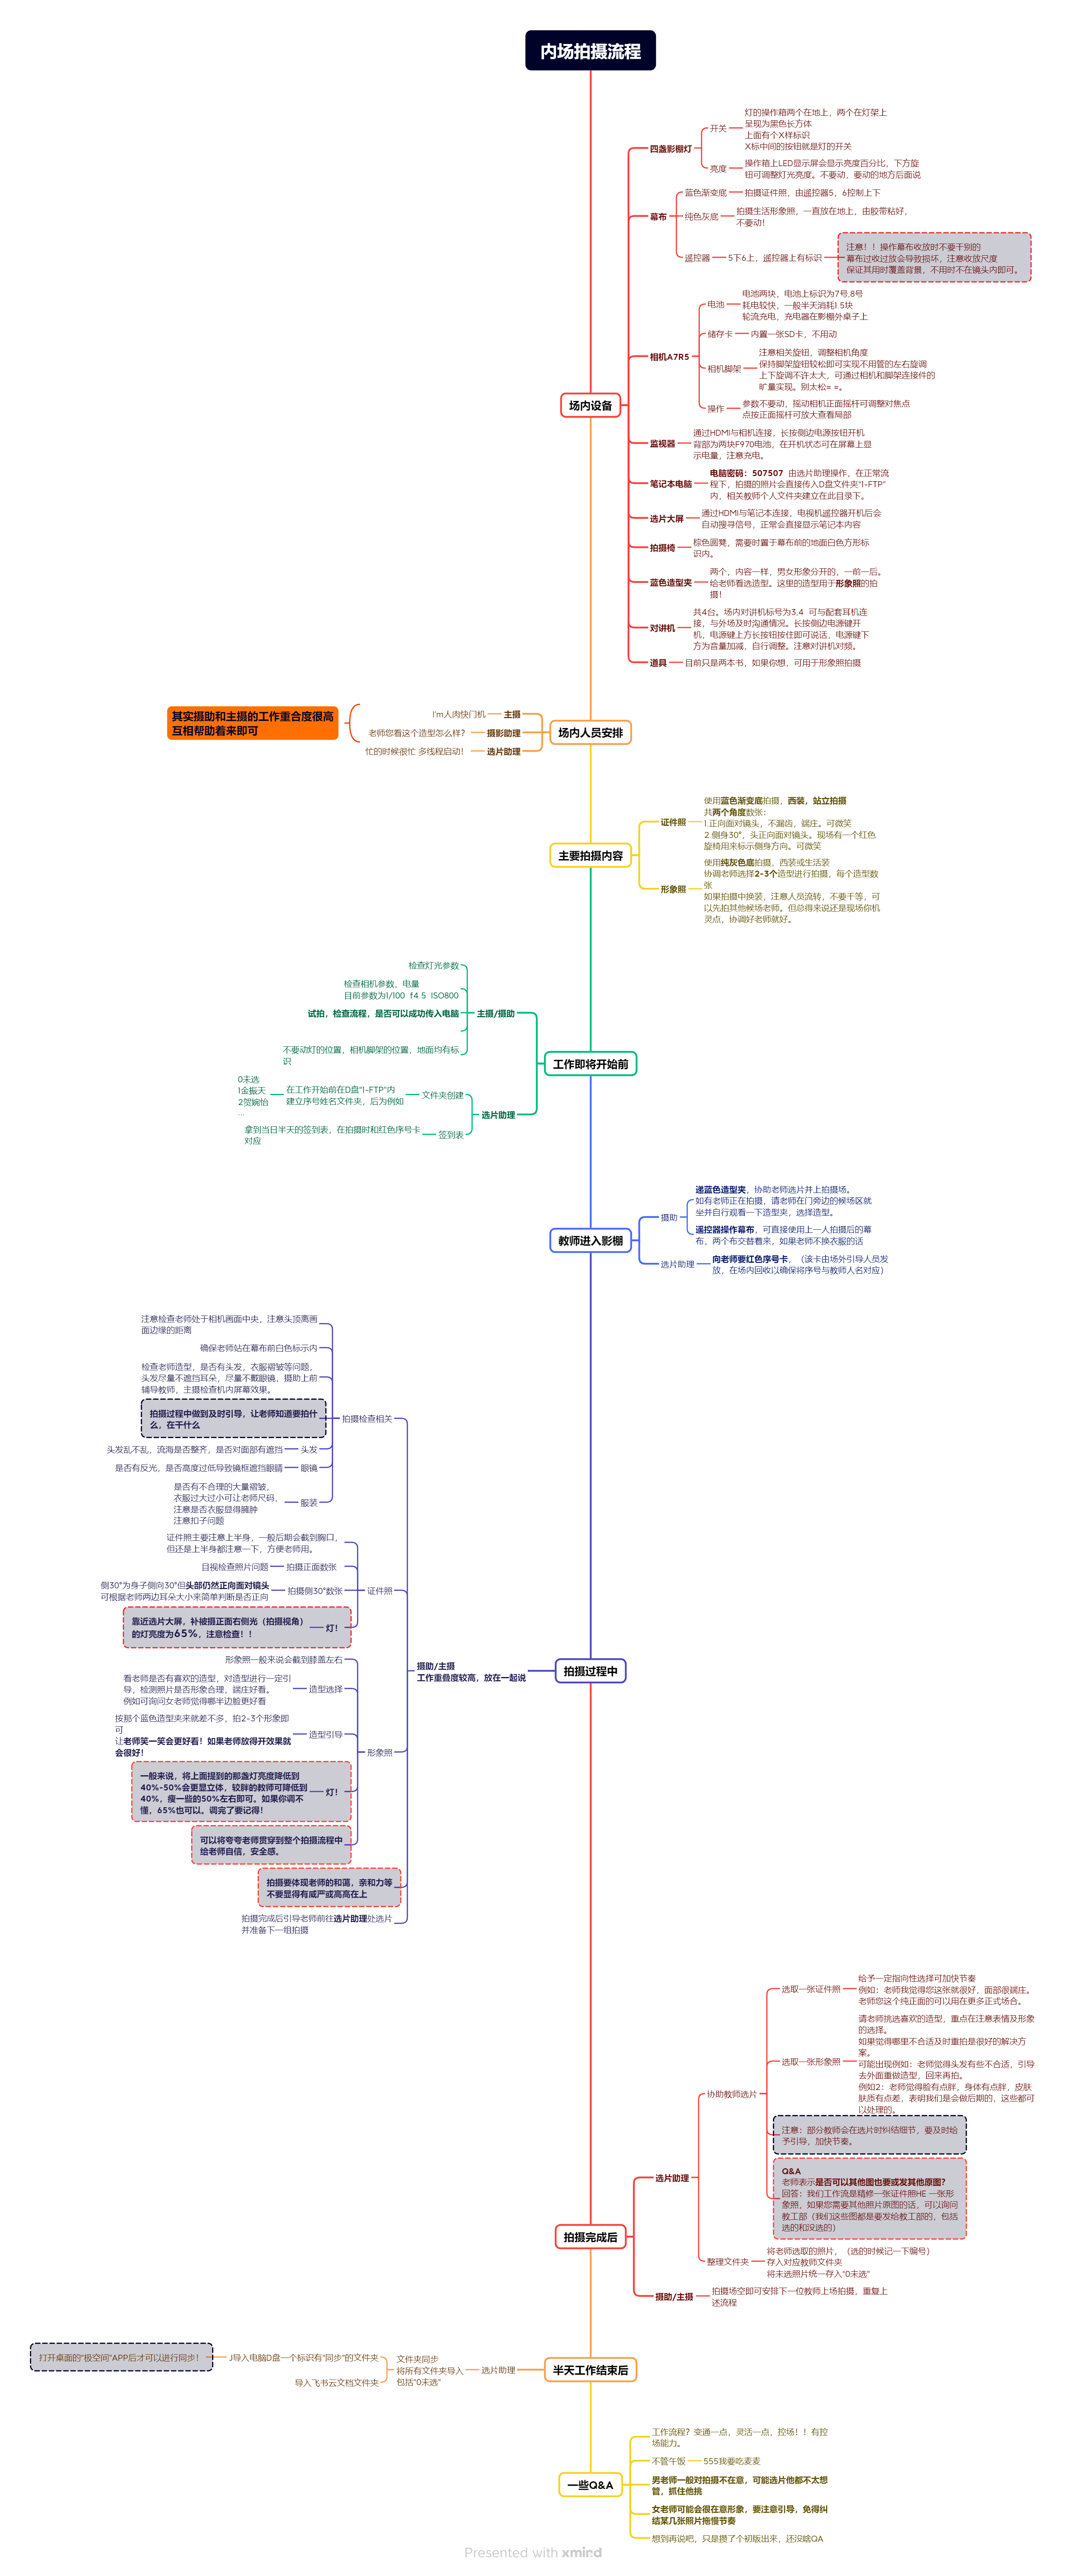 内场拍摄流程
场内设备
四盏影棚灯
开关
灯的操作箱两个在地上，两个在灯架上
呈现为黑色长方体
上面有个X样标识
X标中间的按钮就是灯的开关
亮度
操作箱上LED显示屏会显示亮度百分比，下方旋
钮可调整灯光亮度。不要动，要动的地方后面说
幕布
蓝色渐变底
拍摄证件照，由遥控器5，6控制上下
纯色灰底
拍摄生活形象照，一直放在地上，由胶带粘好，
不要动！
遥控器
5下6上，遥控器上有标识
注意！！操作幕布收放时不要干别的
幕布过收过放会导致损坏，注意收放尺度
保证其用时覆盖背景，不用时不在镜头内即可。
相机A7R5
电池
电池两块，电池上标识为7号,8号
耗电较快，一般半天消耗1.5块
轮流充电，充电器在影棚外桌子上
储存卡
内置一张SD卡，不用动
相机脚架
注意相关旋钮，调整相机角度
保持脚架旋钮较松即可实现不用管的左右旋调
上下旋调不许太大，可通过相机和脚架连接件的
旷量实现。别太松= =。
操作
参数不要动，摇动相机正面摇杆可调整对焦点
点按正面摇杆可放大查看局部
监视器
通过HDMI与相机连接，长按侧边电源按钮开机
背部为两块F970电池，在开机状态可在屏幕上显
示电量，注意充电。
笔记本电脑
电脑密码：507507 由选片助理操作，在正常流
程下，拍摄的照片会直接传入D盘文件夹"1-FTP"
内，相关教师个人文件夹建立在此目录下。
选片大屏
通过HDMI与笔记本连接，电视机遥控器开机后会
自动搜寻信号，正常会直接显示笔记本内容
拍摄椅
棕色圆凳，需要时置于幕布前的地面白色方形标
识内。
蓝色造型夹
两个，内容一样，男女形象分开的，一前一后。
给老师看选造型。这里的造型用于形象照的拍
摄！
对讲机
共4台。场内对讲机标号为3,4 可与配套耳机连
接，与外场及时沟通情况。长按侧边电源键开
机，电源键上方长按钮按住即可说话，电源键下
方为音量加减，自行调整。注意对讲机对频。
道具
目前只是两本书，如果你想，可用于形象照拍摄
场内人员安排
主摄
I'm人肉快门机
摄影助理
老师您看这个造型怎么样？
选片助理
忙的时候很忙 多线程启动！
其实摄助和主摄的工作重合度很高
互相帮助着来即可
主要拍摄内容
证件照
使用蓝色渐变底拍摄，西装，站立拍摄
共两个角度数张：
1.正向面对镜头，不漏齿，端庄。可微笑
2.侧身30°，头正向面对镜头。现场有一个红色
旋椅用来标示侧身方向。可微笑
形象照
使用纯灰色底拍摄，西装或生活装
协调老师选择2-3个造型进行拍摄，每个造型数
张
如果拍摄中换装，注意人员流转，不要干等，可
以先拍其他候场老师。但总得来说还是现场你机
灵点，协调好老师就好。
工作即将开始前
主摄/摄助
检查灯光参数
检查相机参数，电量
目前参数为1/100 f4.5 ISO800
试拍，检查流程，是否可以成功传入电脑
不要动灯的位置，相机脚架的位置，地面均有标
识
选片助理
文件夹创建
在工作开始前在D盘"1-FTP"内
建立序号姓名文件夹，后为例如
0未选
1金振天
2贺婉怡
...
签到表
拿到当日半天的签到表，在拍摄时和红色序号卡
对应
教师进入影棚
摄助
递蓝色造型夹，协助老师选片并上拍摄场。
如有老师正在拍摄，请老师在门旁边的候场区就
坐并自行观看一下造型夹，选择造型。
遥控器操作幕布，可直接使用上一人拍摄后的幕
布，两个布交替着来，如果老师不换衣服的话
选片助理
向老师要红色序号卡，（该卡由场外引导人员发
放，在场内回收以确保将序号与教师人名对应）
拍摄过程中
摄助/主摄
工作重叠度较高，放在一起说
拍摄检查相关
注意检查老师处于相机画面中央，注意头顶离画
面边缘的距离
确保老师站在幕布前白色标示内
检查老师造型，是否有头发，衣服褶皱等问题，
头发尽量不遮挡耳朵，尽量不戴眼镜，摄助上前
辅导教师，主摄检查机内屏幕效果。
拍摄过程中做到及时引导，让老师知道要拍什
么，在干什么
头发
头发乱不乱，流海是否整齐，是否对面部有遮挡
眼镜
是否有反光，是否高度过低导致镜框遮挡眼睛
服装
是否有不合理的大量褶皱，
衣服过大过小可让老师尺码，
注意是否衣服显得臃肿
注意扣子问题
证件照
证件照主要注意上半身，一般后期会截到胸口，
但还是上半身都注意一下，方便老师用。
拍摄正面数张
目视检查照片问题
拍摄侧30°数张
侧30°为身子侧向30°但头部仍然正向面对镜头
可根据老师两边耳朵大小来简单判断是否正向
灯！
靠近选片大屏，补被摄正面右侧光（拍摄视角）
的灯亮度为65%，注意检查！！
形象照
形象照一般来说会截到膝盖左右
造型选择
看老师是否有喜欢的造型，对造型进行一定引
导，检测照片是否形象合理，端庄好看。
例如可询问女老师觉得哪半边脸更好看
造型引导
按那个蓝色造型夹来就差不多，拍2-3个形象即
可
让老师笑一笑会更好看！如果老师放得开效果就
会很好！
灯！
一般来说，将上面提到的那盏灯亮度降低到
40%-50%会更显立体，较胖的教师可降低到
40%，瘦一些的50%左右即可。如果你调不
懂，65%也可以。调完了要记得！
可以将夸夸老师贯穿到整个拍摄流程中
给老师自信，安全感。
拍摄要体现老师的和蔼，亲和力等
不要显得有威严或高高在上
拍摄完成后引导老师前往选片助理处选片
并准备下一组拍摄
拍摄完成后
选片助理
协助教师选片
选取一张证件照
给予一定指向性选择可加快节奏
例如：老师我觉得您这张就很好，面部很端庄。
老师您这个纯正面的可以用在更多正式场合。
选取一张形象照
请老师挑选喜欢的造型，重点在注意表情及形象
的选择。
如果觉得哪里不合适及时重拍是很好的解决方
案。
可能出现例如：老师觉得头发有些不合适，引导
去外面重做造型，回来再拍。
例如2：老师觉得脸有点胖，身体有点胖，皮肤
肤质有点差，表明我们是会做后期的，这些都可
以处理的。
注意：部分教师会在选片时纠结细节，要及时给
予引导，加快节奏。
Q&A
老师表示是否可以其他图也要或发其他原图？
回答：我们工作流是精修一张证件照HE 一张形
象照，如果您需要其他照片原图的话，可以询问
教工部（我们这些图都是要发给教工部的，包括
选的和没选的）
整理文件夹
将老师选取的照片，（选的时候记一下编号）
存入对应教师文件夹
将未选照片统一存入"0未选"
摄助/主摄
拍摄场空即可安排下一位教师上场拍摄，重复上
述流程
半天工作结束后
选片助理
文件夹同步
将所有文件夹导入
包括"0未选"
J导入电脑D盘一个标识有"同步"的文件夹
打开桌面的"极空间"APP后才可以进行同步！
导入飞书云文档文件夹
一些Q&A
工作流程？变通一点，灵活一点，控场！！有控
场能力。
不管午饭
555我要吃麦麦
男老师一般对拍摄不在意，可能选片他都不太想
管，抓住他挑
女老师可能会很在意形象，要注意引导，免得纠
结某几张照片拖慢节奏
想到再说吧，只是攒了个初版出来，还没啥QA
Presented with xmind